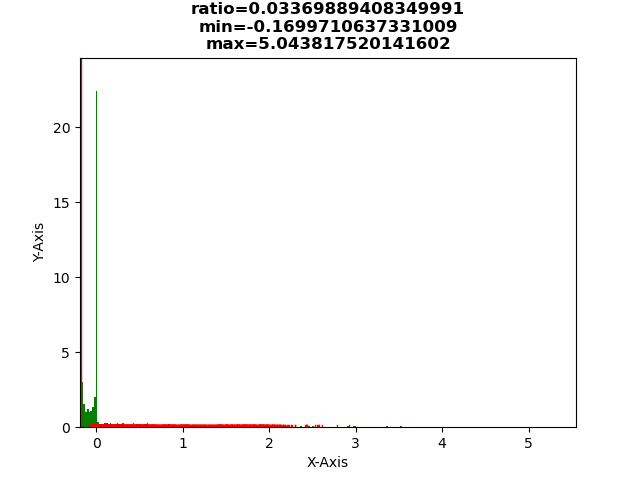 ratio=0.03369889408349991
min=-0.1699710637331009
max=5.043817520141602
20
15
10
5
0
Y-Axis
0 1 2 3 4 5
X-Axis